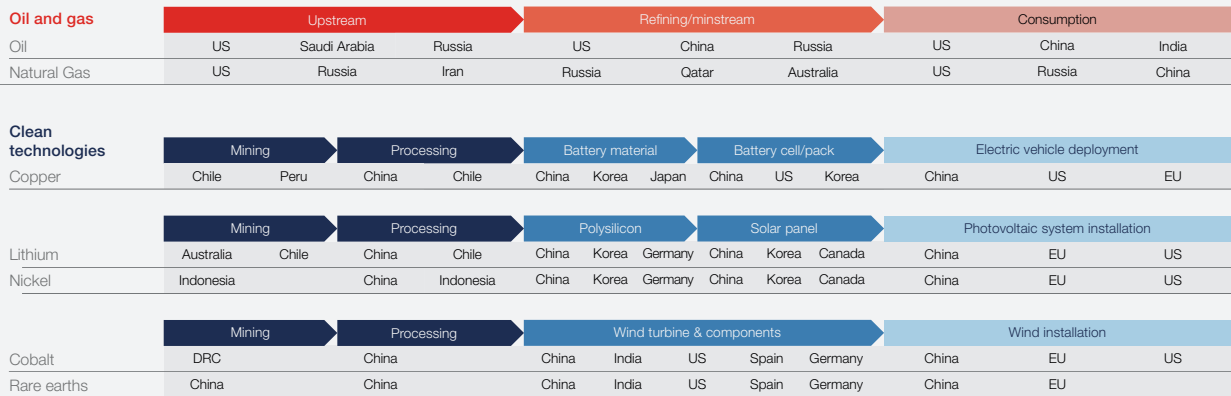 Oil and gas Upstream Refining/minstream Consumption
Oil US Saudi Arabia Russia US China Russia US China India
Natural Gas US Russia Iran Russia Qatar Australia US Russia China
Clean
technologies Mining Processing Battery material Battery cell/pack Electric vehicle deployment
Copper Chile Peru China Chile China Korea Japan China US Korea China US EU
Mining Processing Polysilicon Solar panel Photovoltaic system installation
Lithium Australia Chile China Chile China Korea Germany China Korea Canada China EU US
Nickel Indonesia China Indonesia China Korea Germany China Korea Canada China EU US
Mining Processing Wind turbine & components Wind installation
Cobalt DRC China China India US Spain Germany China EU US
Rare earths China China China India US Spain Germany China EU